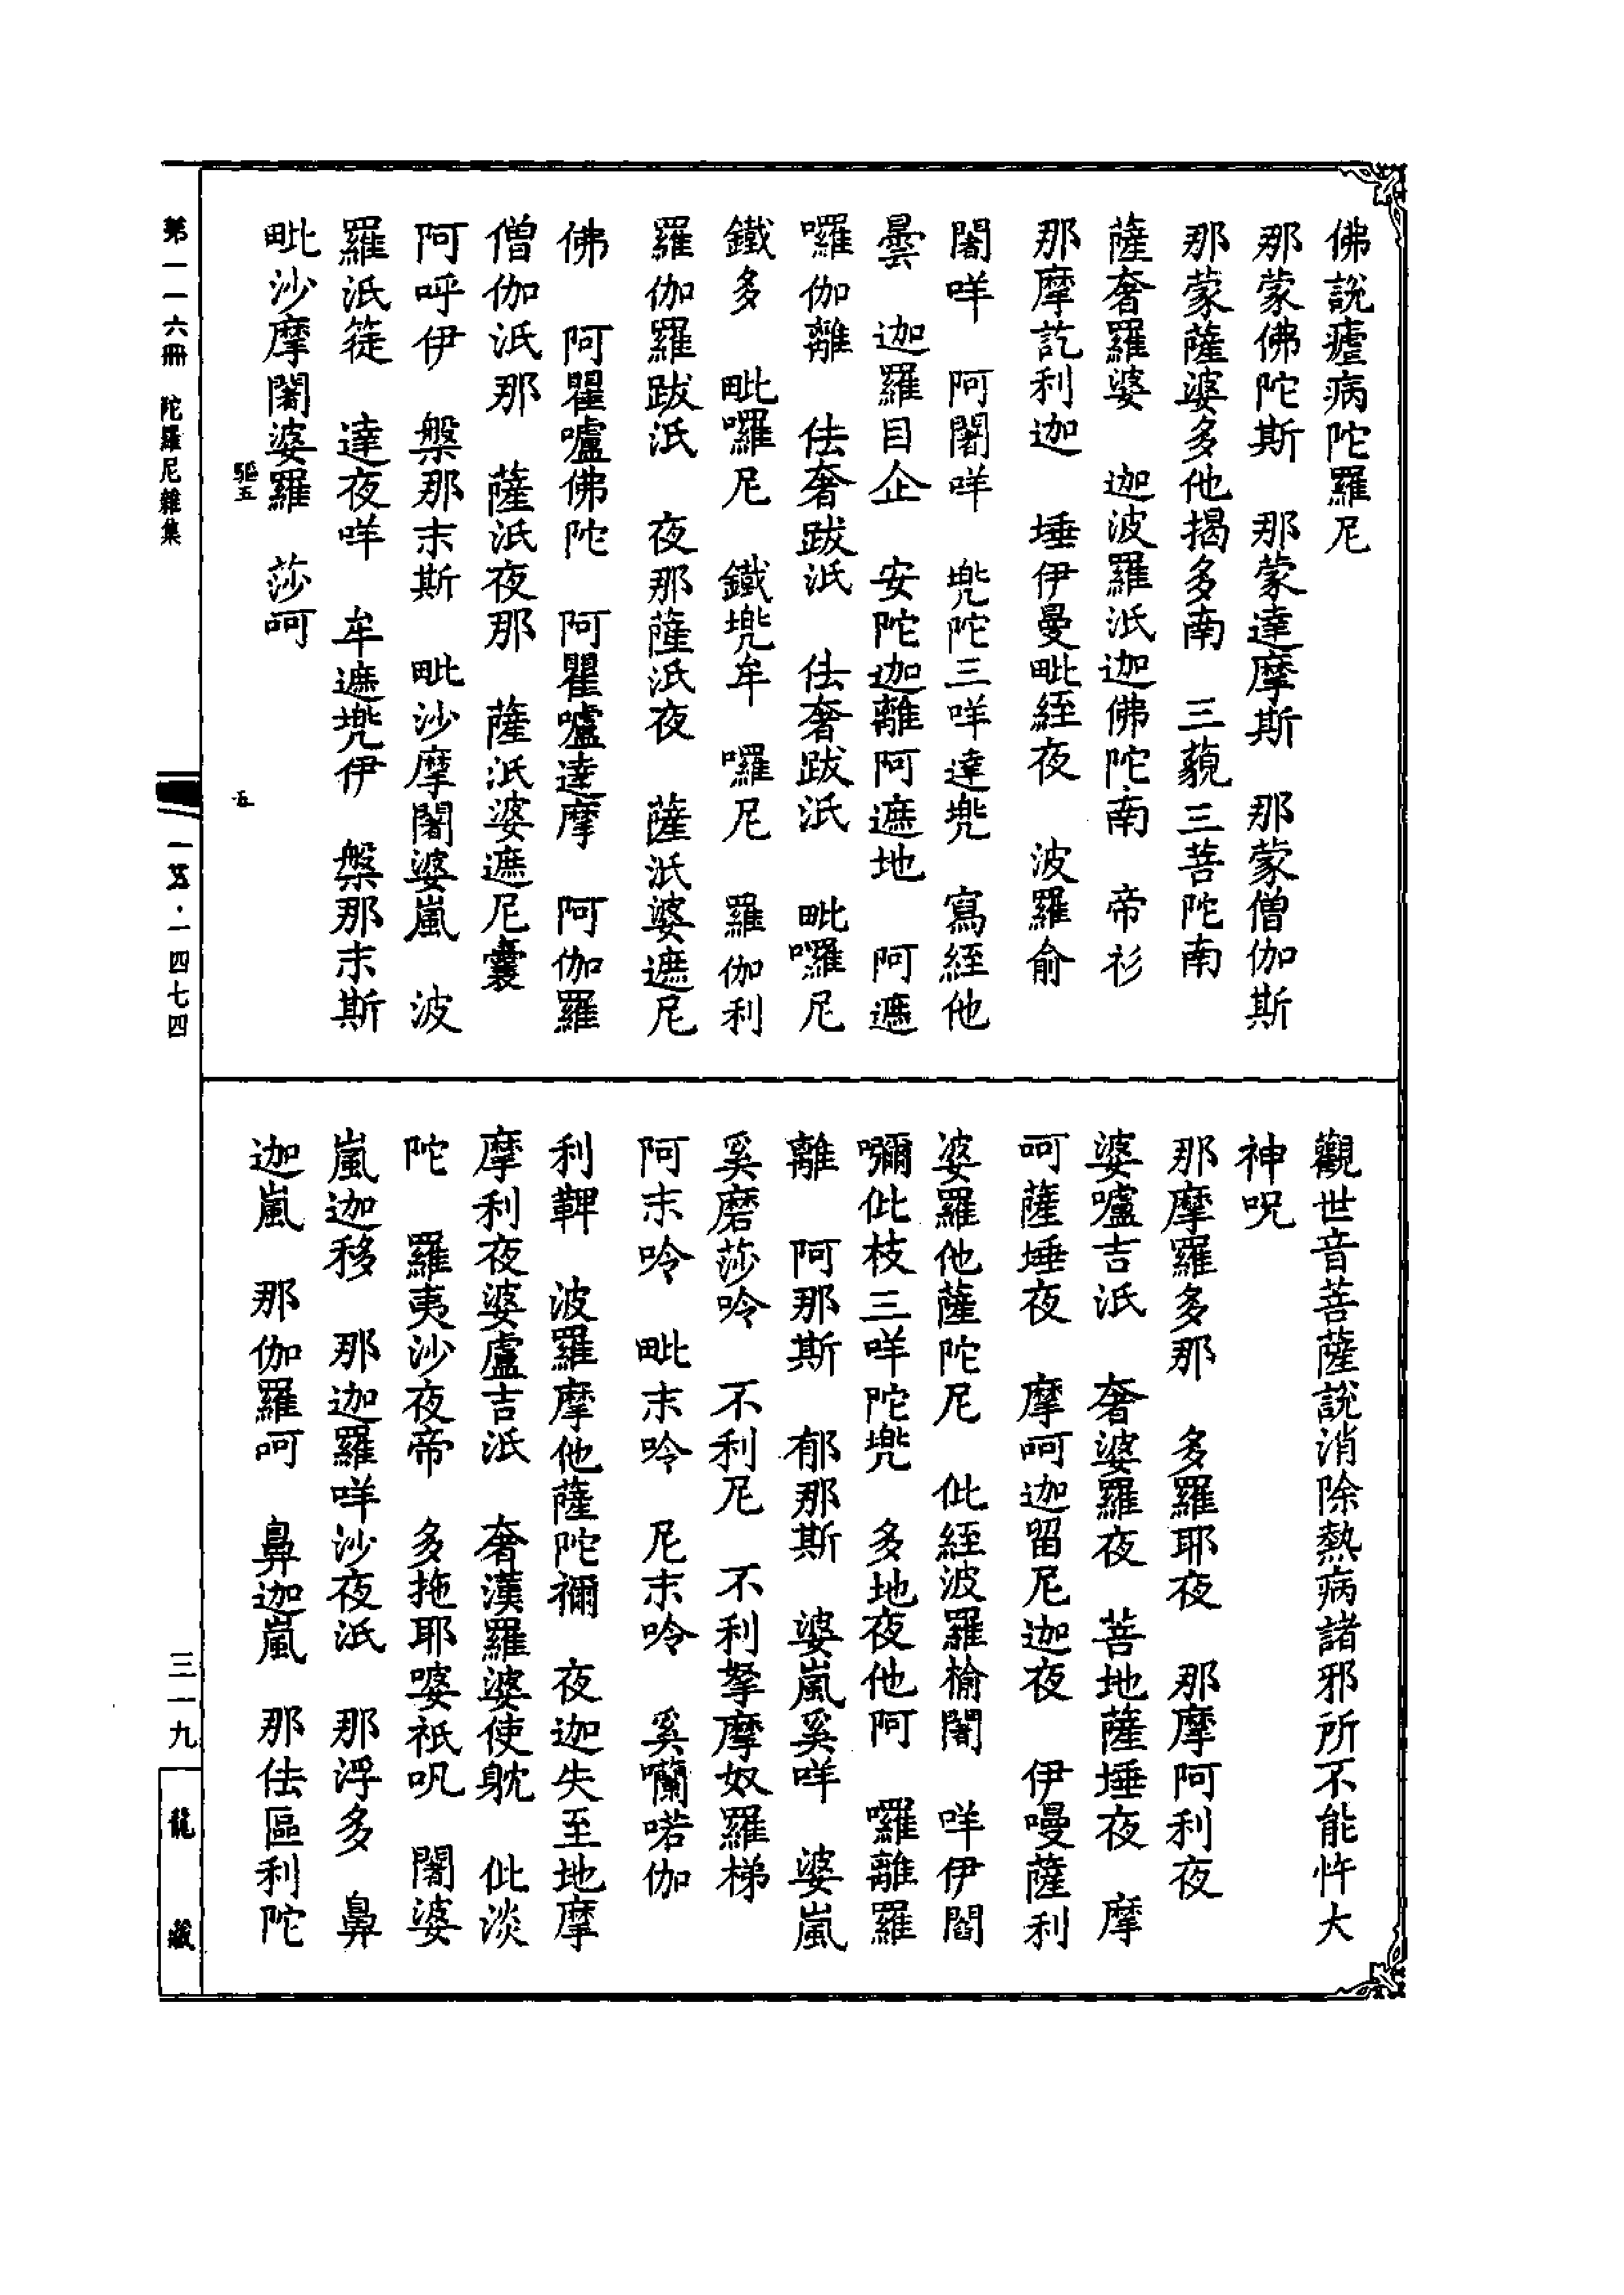 佛說瘧病陀羅尼
那蒙佛陀斯　那蒙達摩斯　那蒙僧伽斯
那蒙薩婆多他揭多南　三藐三菩陀南
薩奢羅婆　迦波羅泜迦佛陀南　帝衫
那摩訖利迦　埵伊曼毗絰夜　波羅俞
闍咩　阿闍咩　兠陀三咩達兠　寫絰他
曇　迦羅目企　安陀迦離阿遮地　阿遮
囉伽離　佉奢跋泜　佉奢跋泜　毗囉尼
鐵多　毗囉尼　鐵兠牟　囉尼　羅伽利
羅伽羅跋泜　夜那薩泜夜　薩泜婆遮尼
佛　阿瞿嚧佛陀　阿瞿嚧達摩　阿伽羅
僧伽泜那　薩泜夜那　薩泜婆遮尼囊
阿呼伊　槃那末斯　毗沙摩闍婆嵐　波
羅泜徙　達夜咩　牟遮兠伊　槃那末斯
毗沙摩闍婆羅　莎呵
驅五
五
觀世音菩薩說消除熱病諸邪所不能忤大
神呪
那摩羅多那　多羅耶夜　那摩阿利夜
婆嚧吉泜　奢婆羅夜　菩地薩埵夜　摩
呵薩埵夜　摩呵迦留尼迦夜　伊嗳薩利
婆羅他薩陀尼　仳絰波羅榆闍　咩伊閻
嚩仳枝三咩陀兠　多地夜他阿　囉離羅
離　阿那斯　郁那斯　婆嵐奚咩　婆嵐
奚磨莎呤　不利尼　不利拏摩奴羅梯
阿末呤　毗末呤　尼末呤　奚囒喏伽
利鞞　波羅摩他薩陀禰　夜迦失至地摩
摩利夜婆盧吉泜　奢漢羅婆使躭　仳淡
陀　羅夷沙夜帝　多拖耶婆祇呎　闍婆
嵐迦移　那迦羅咩沙夜泜　那浮多　鼻
迦嵐　那伽羅呵　鼻迦嵐　那佉區利陀
第一一六冊　陀羅尼雜集
一五・一四七四
三一九
龍藏